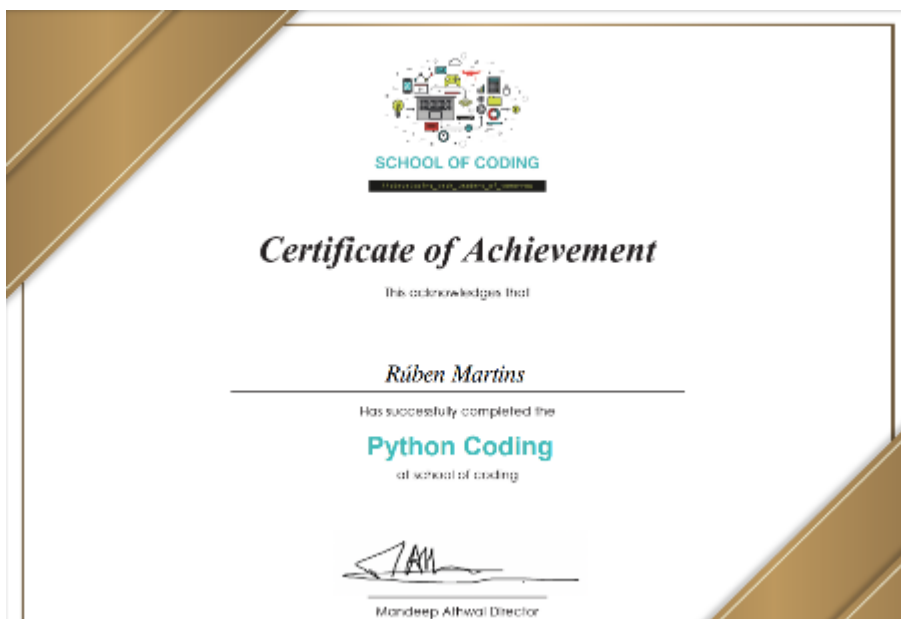 SCHOOL OF CODING
Certificate of Achievement
This acknowledges that
Rúben Martins
Has successfully completed the
Python Coding
at school of coding
Mandeep Athwal Director